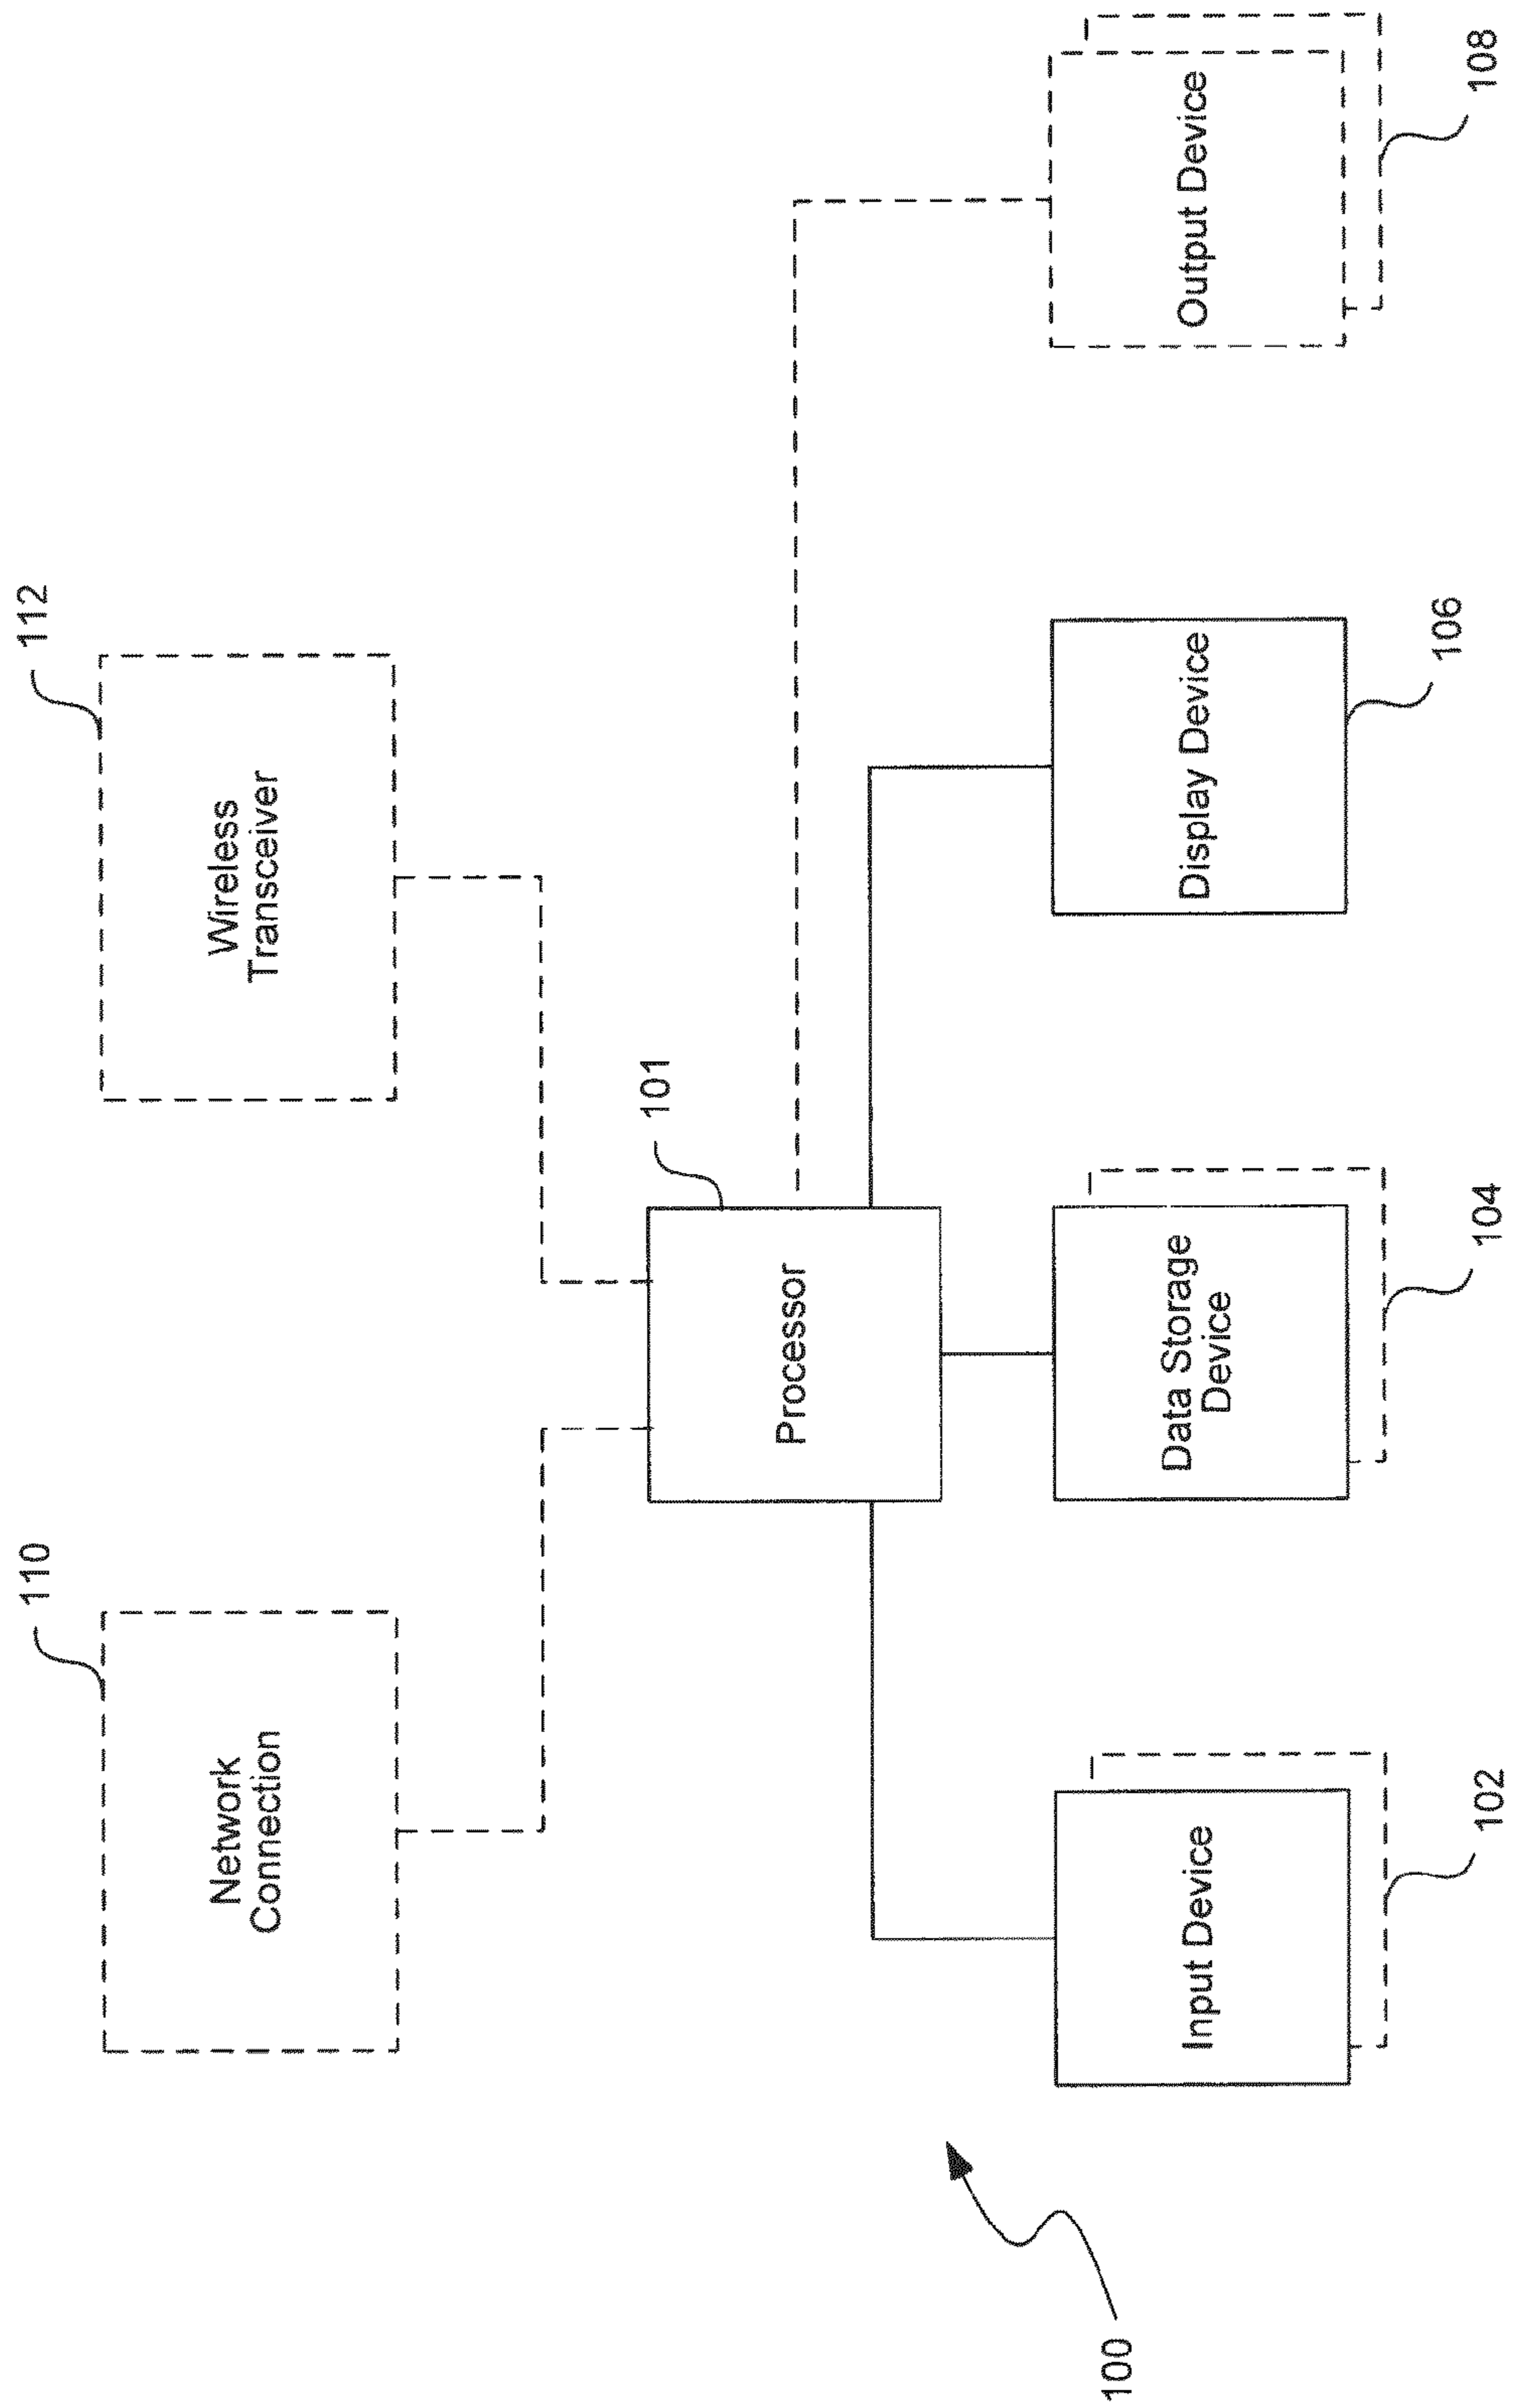 110
112
Network
Connection
Wireless
Transceiver
101
Processor
Input Device
Data Storage
Device
Display Device
Output Device
100
102
104
106
108